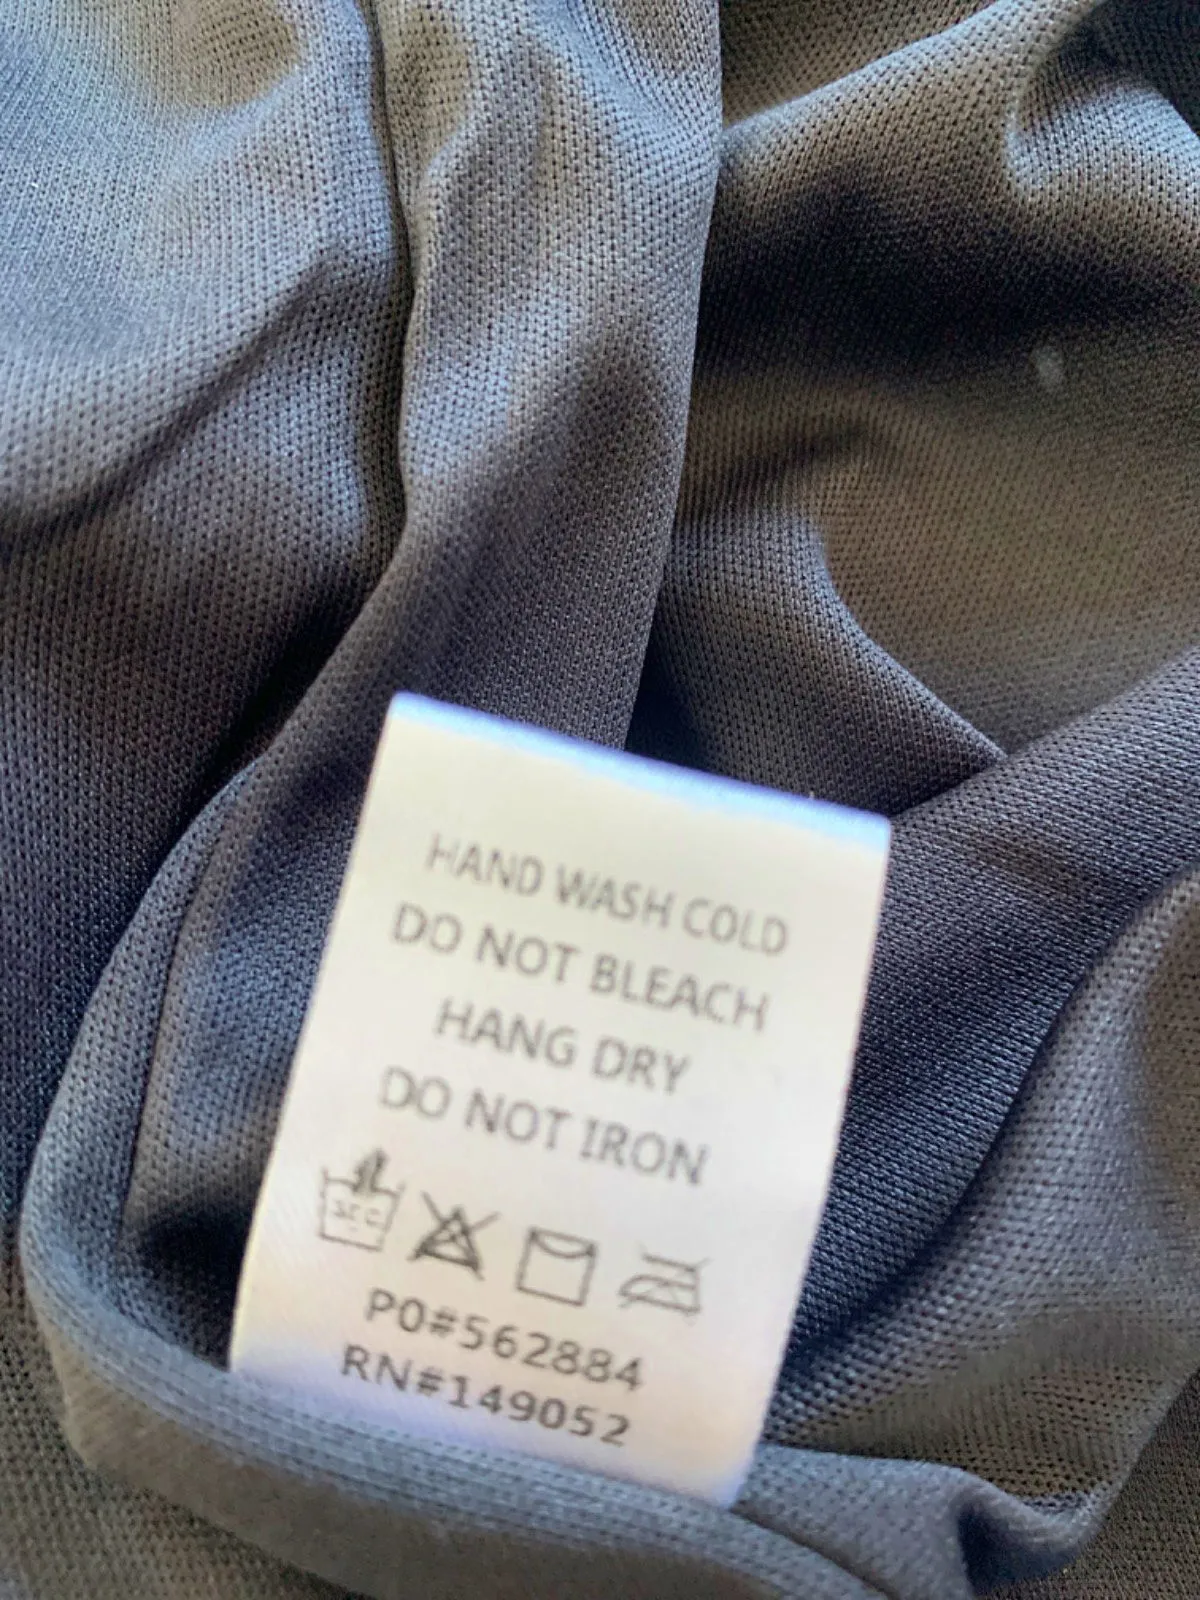 HAND WASH COLD
DO NOT BLEACH
HANG DRY
DO NOT IRON
PO#562884
RN#149052